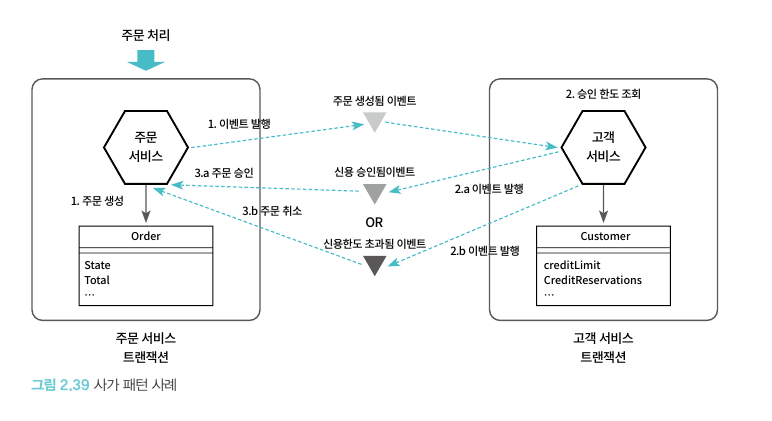 주문 처리
주문 생성됨 이벤트
2. 승인 한도 조회
1. 이벤트 발행
주문
서비스
고객
서비스
3.a 주문 승인
신용 승인됨이벤트
2.a 이벤트 발행
1. 주문 생성
3.b 주문 취소
OR
신용한도 초과됨 이벤트
2.b 이벤트 발행
Order
State
Total
...
Customer
creditLimit
CreditReservations
...
주문 서비스
트랜잭션
고객 서비스
트랜잭션
그림 2.39 사가 패턴 사례